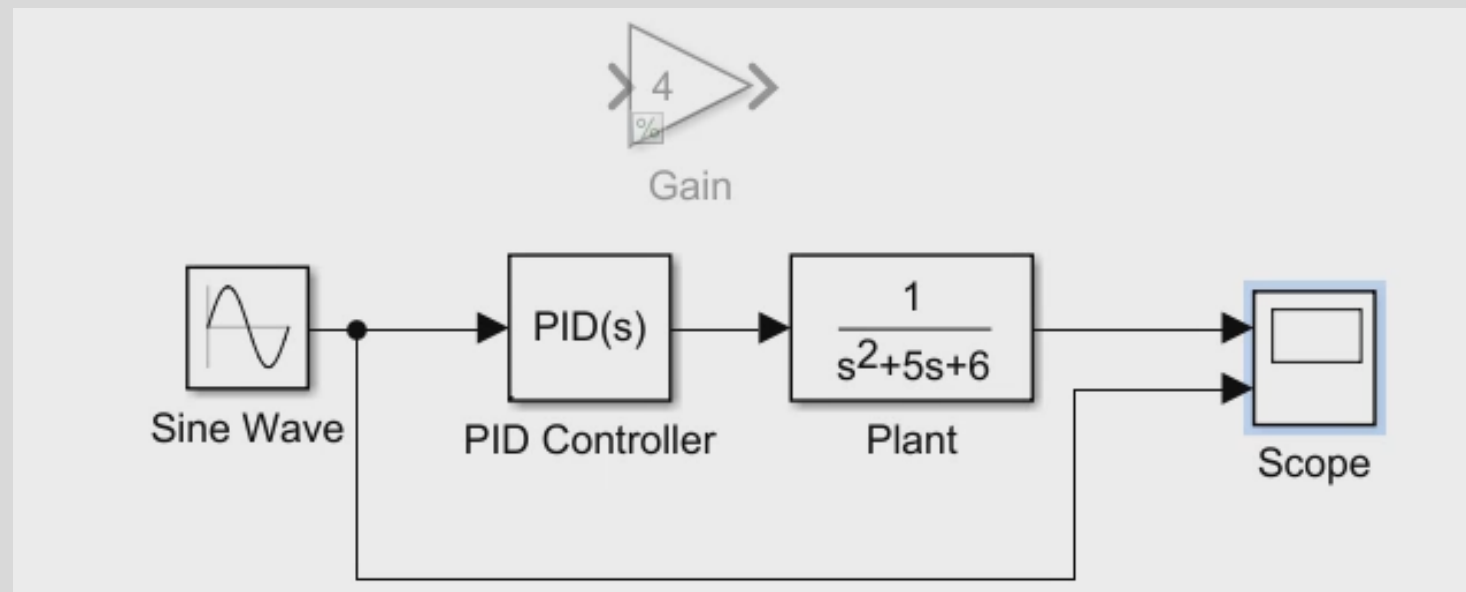 4
%
Gain
PID(s)
1
s²+5s+6
Sine Wave
PID Controller
Plant
Scope